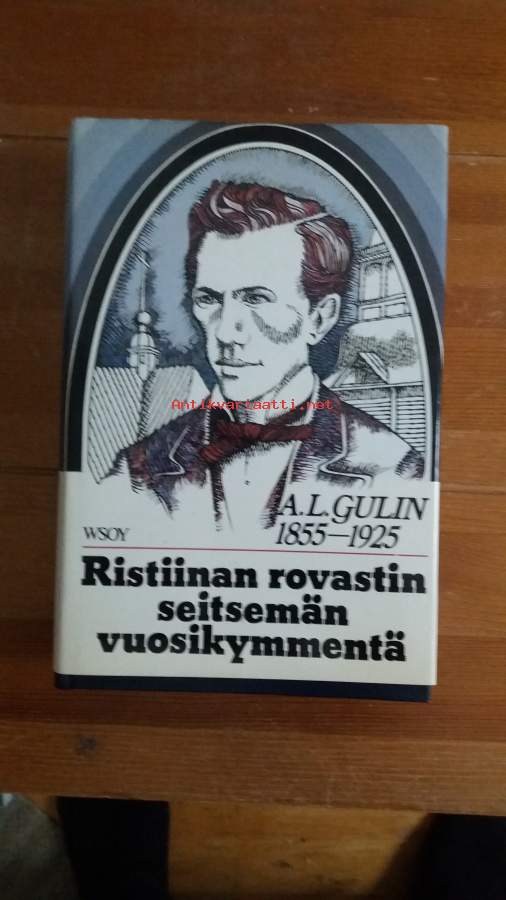 Antikvariaatti.net
A.L.GULIN
WSOY 1855—1925
Ristiinan rovastin
seitsemän
vuosikymmentä